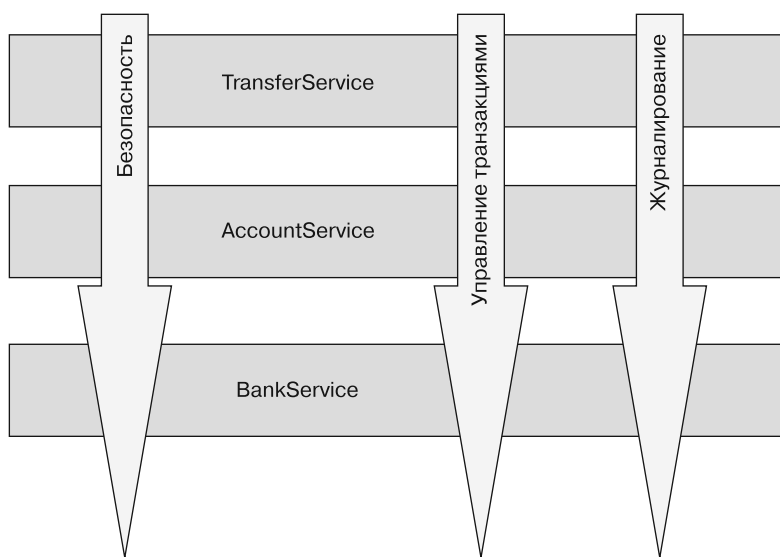 Безопасность
Управление транзакциями
Журналирование
TransferService
AccountService
BankService